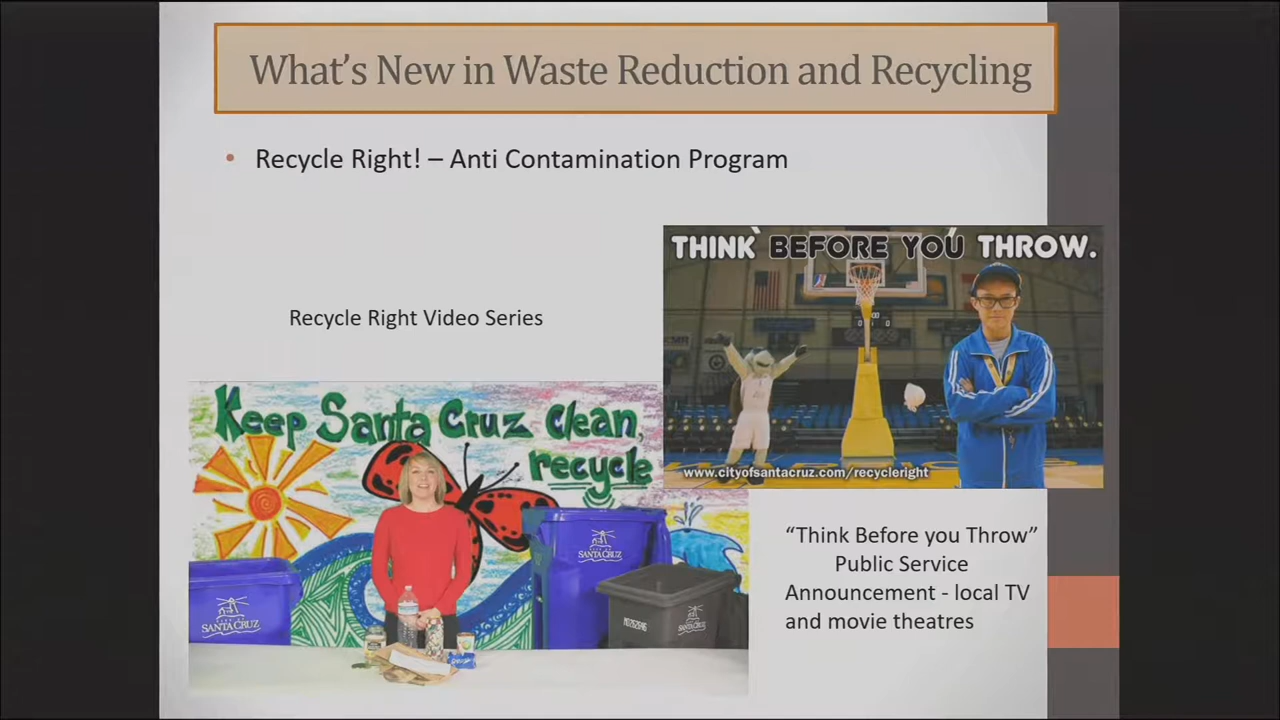 What's New in Waste Reduction and Recycling
• Recycle Right! – Anti Contamination Program
THINK BEFORE YOU THROW.
www.cityofsantacruz.com/recycleright
Recycle Right Video Series
Keep Santa Cruz Clean,
recycle
SANTA CRUZ
SANTA CRUZ
SANTA CRUZ
“Think Before you Throw”
Public Service
Announcement - local TV
and movie theatres